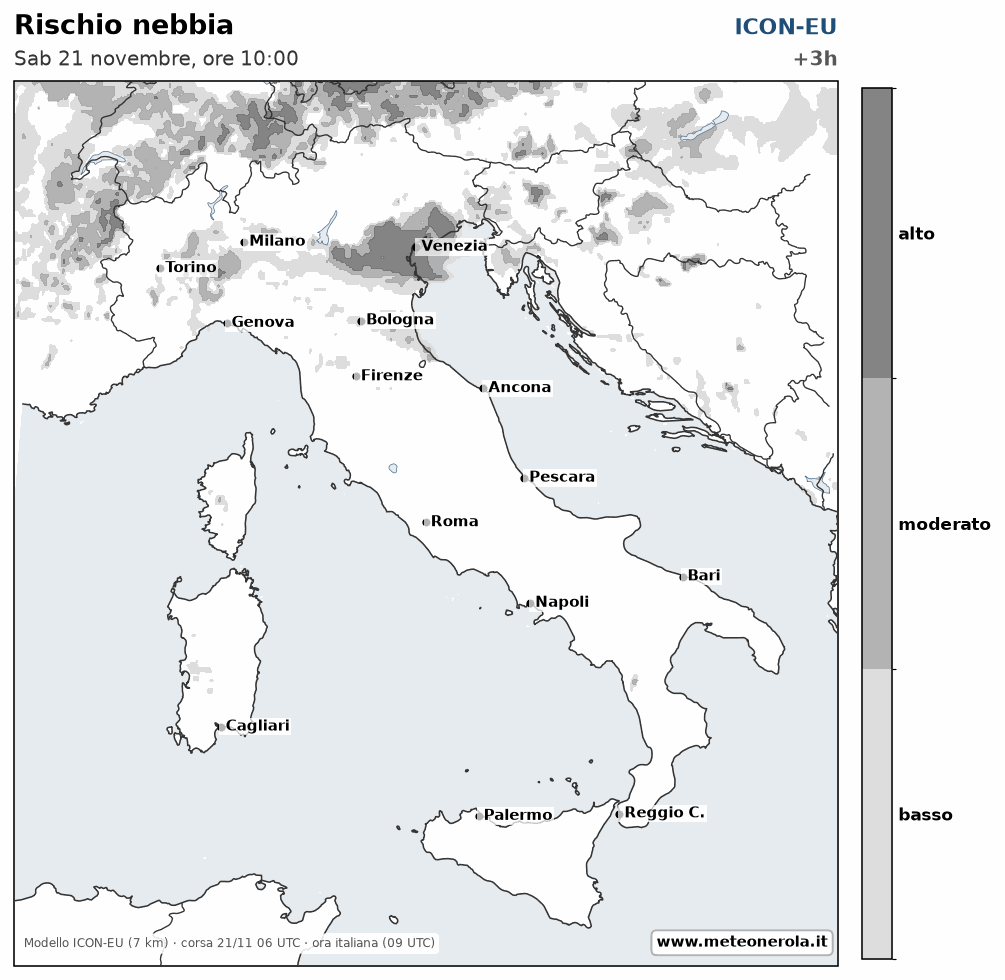 Rischio nebbia
ICON-EU
Sab 21 novembre, ore 10:00
+3h
alto
Milano
Venezia
Torino
Genova
Bologna
Firenze
Ancona
Pescara
Roma
moderato
Bari
Napoli
Cagliari
Palermo
Reggio C.
basso
Modello ICON-EU (7 km) · corsa 21/11 06 UTC · ora italiana (09 UTC)
www.meteonerola.it